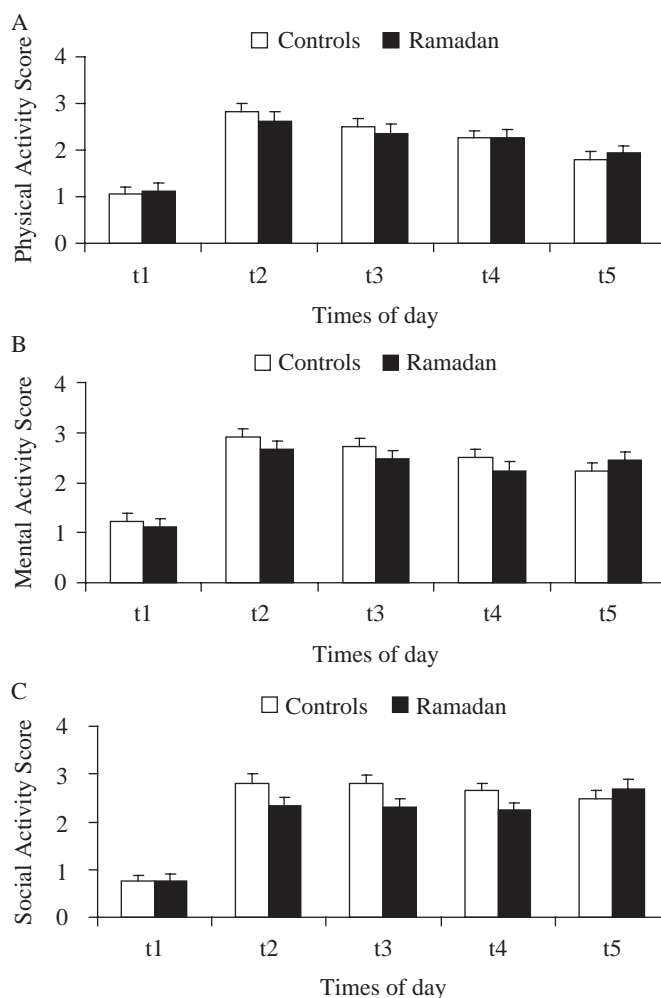 A
Controls Ramadan
Physical Activity Score
4
3
2
1
0
t1 t2 t3 t4 t5
Times of day
B
Controls Ramadan
Mental Activity Score
4
3
2
1
0
t1 t2 t3 t4 t5
Times of day
C
Controls Ramadan
Social Activity Score
4
3
2
1
0
t1 t2 t3 t4 t5
Times of day